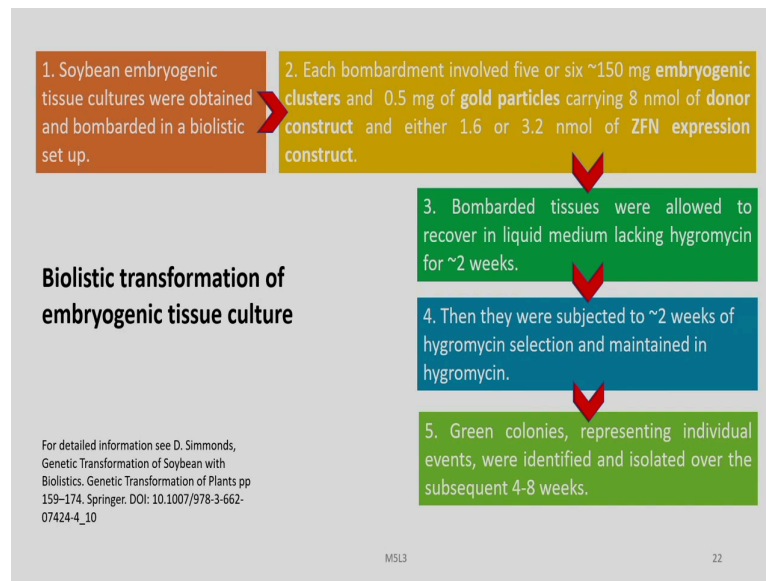 1. Soybean embryogenic
tissue cultures were obtained
and bombarded in a biolistic
set up.
2. Each bombardment involved five or six ~150 mg embryogenic
clusters and 0.5 mg of gold particles carrying 8 nmol of donor
construct and either 1.6 or 3.2 nmol of ZFN expression
construct.
3. Bombarded tissues were allowed to
recover in liquid medium lacking hygromycin
for ~2 weeks.
Biolistic transformation of
embryogenic tissue culture
4. Then they were subjected to ~2 weeks of
hygromycin selection and maintained in
hygromycin.
5. Green colonies, representing individual
events, were identified and isolated over the
subsequent 4-8 weeks.
For detailed information see D. Simmonds,
Genetic Transformation of Soybean with
Biolistics. Genetic Transformation of Plants pp
159–174. Springer. DOI: 10.1007/978-3-662-
07424-4_10
M5L3
22